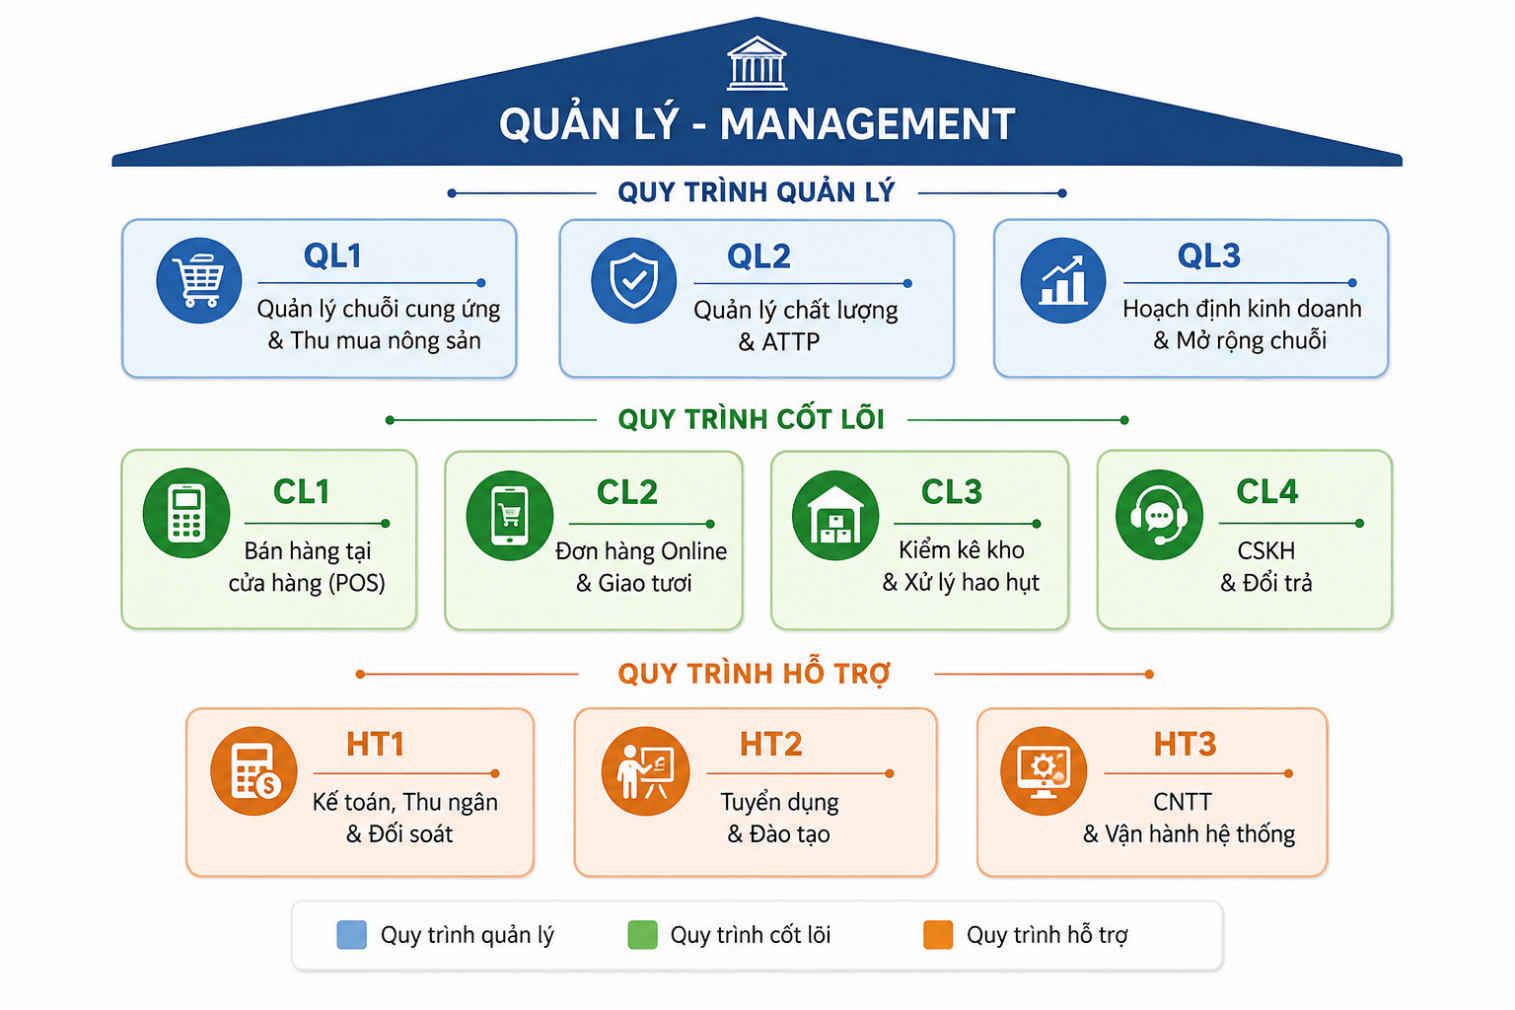 QUẢN LÝ - MANAGEMENT
QUY TRÌNH QUẢN LÝ
QL1
Quản lý chuỗi cung ứng
& Thu mua nông sản
QL2
Quản lý chất lượng
& ATTP
QL3
Hoạch định kinh doanh
& Mở rộng chuỗi
QUY TRÌNH CỐT LÕI
CL1
Bán hàng tại
cửa hàng (POS)
CL2
Đơn hàng Online
& Giao tươi
CL3
Kiểm kê kho
& Xử lý hao hụt
CL4
CSKH
& Đổi trả
QUY TRÌNH HỖ TRỢ
HT1
$
Kế toán, Thu ngân
& Đối soát
HT2
Tuyển dụng
& Đào tạo
HT3
CNTT
& Vận hành hệ thống
Quy trình quản lý
Quy trình cốt lõi
Quy trình hỗ trợ